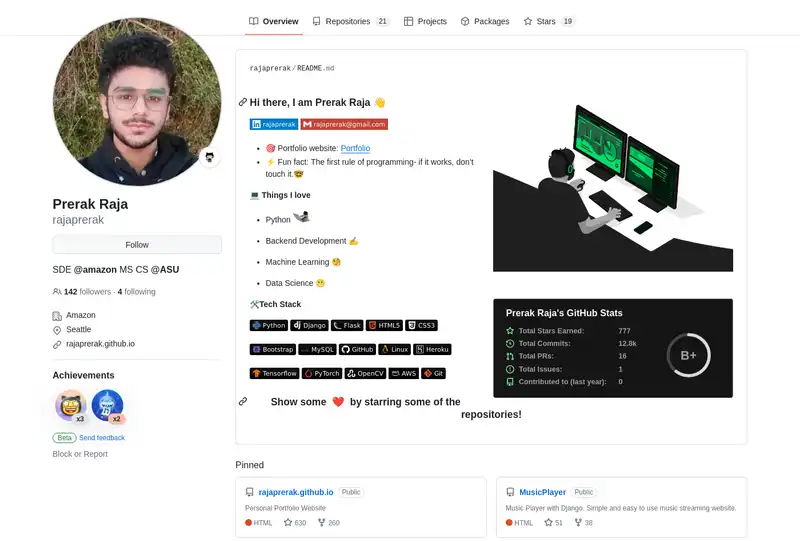 Overview
Repositories 21
Projects
Packages
Stars 19
Prerak Raja
rajaprerak
Follow
SDE @amazon MS CS @ASU
142 followers · 4 following
Amazon
Seattle
rajaprerak.github.io
Achievements
x3
x2
Beta Send feedback
Block or Report
rajaprerak/README.md
Hi there, I am Prerak Raja 👋
rajaprerak rajaprerak@gmail.com
🎯 Portfolio website: Portfolio
⚡ Fun fact: The first rule of programming- if it works, don't
touch it.🤓
💻 Things I love
Python
Backend Development ✍️
Machine Learning 🧐
Data Science 😬
🛠️Tech Stack
Python django Flask HTML5 CSS3
Bootstrap MySQL GitHub Linux Heroku
Tensorflow PyTorch OpenCV AWS Git
Show some ❤️ by starring some of the
repositories!
Prerak Raja's GitHub Stats
Total Stars Earned: 777
Total Commits: 12.8k
Total PRs: 16
Total Issues: 1
Contributed to (last year): 0
B+
Pinned
rajaprerak.github.io Public
Personal Portfolio Website
HTML 630 260
MusicPlayer Public
Music Player with Django. Simple and easy to use music streaming website.
HTML 51 38